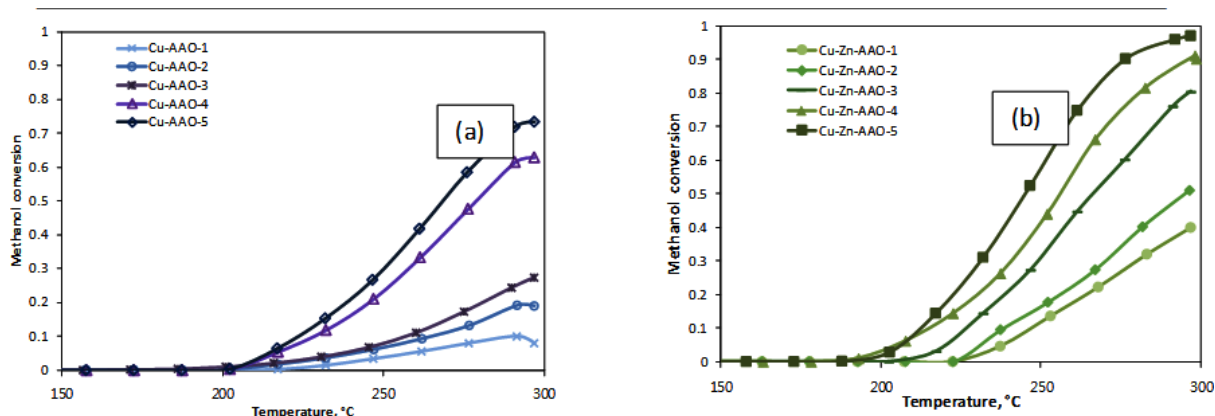 Methanol conversion
1
0.9
0.8
0.7
0.6
0.5
0.4
0.3
0.2
0.1
0
Cu-AAO-1
Cu-AAO-2
Cu-AAO-3
Cu-AAO-4
Cu-AAO-5
(a)
150
200
250
300
Temperature, °C
Methanol conversion
1
0.9
0.8
0.7
0.6
0.5
0.4
0.3
0.2
0.1
0
Cu-Zn-AAO-1
Cu-Zn-AAO-2
Cu-Zn-AAO-3
Cu-Zn-AAO-4
Cu-Zn-AAO-5
(b)
150
200
250
300
Temperature, °C